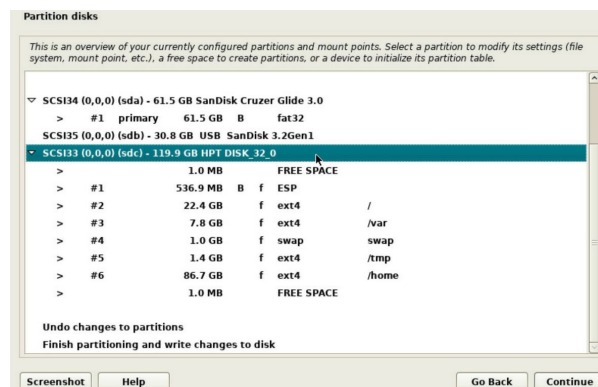 Partition disks
This is an overview of your currently configured partitions and mount points. Select a partition to modify its settings (file
system, mount point, etc.), a free space to create partitions, or a device to initialize its partition table.
SCSI34 (0,0,0) (sda) - 61.5 GB SanDisk Cruzer Glide 3.0
> #1 primary 61.5 GB B fat32
SCSI35 (0,0,0) (sdb) - 30.8 GB USB SanDisk 3.2Gen1
SCSI33 (0,0,0) (sdc) - 119.9 GB HPT DISK_32_0
> 1.0 MB FREE SPACE
> #1 536.9 MB B f ESP
> #2 22.4 GB f ext4 /
> #3 7.8 GB f ext4 /var
> #4 1.0 GB f swap swap
> #5 1.4 GB f ext4 /tmp
> #6 86.7 GB f ext4 /home
> 1.0 MB FREE SPACE
Undo changes to partitions
Finish partitioning and write changes to disk
Screenshot Help Go Back Continue